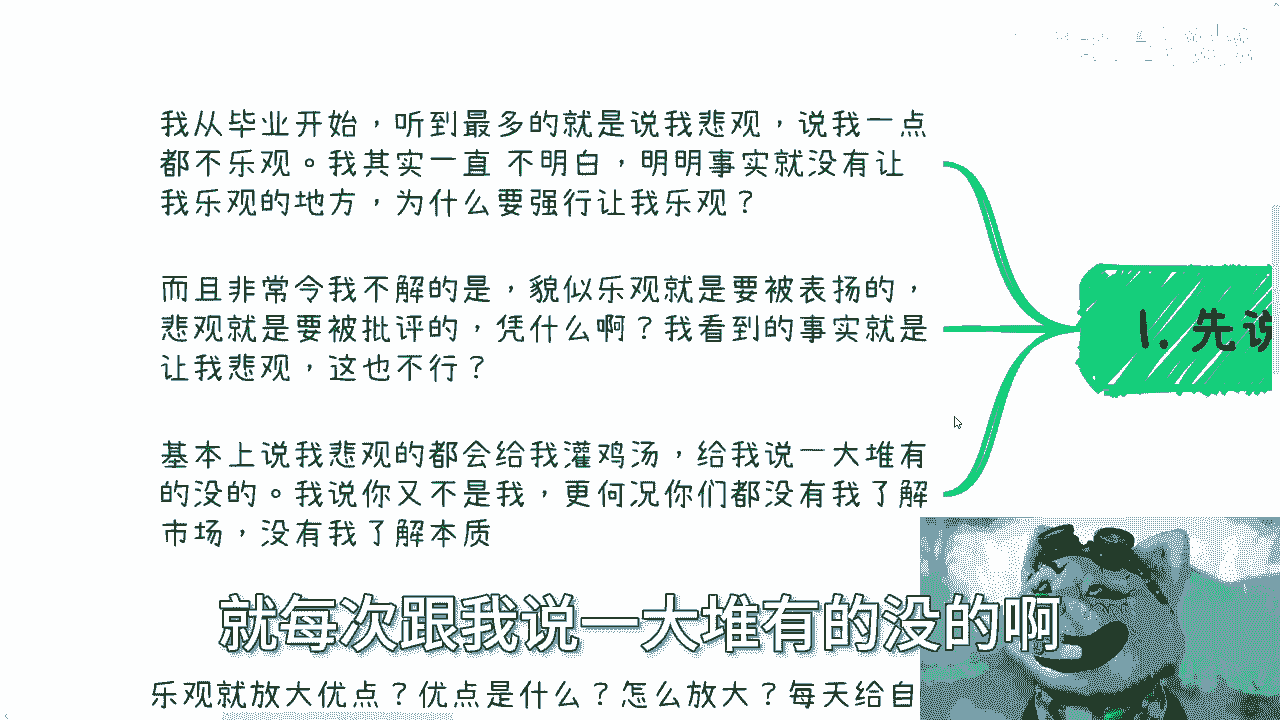 我从毕业开始，听到最多的就是说我悲观，说我一点
都不乐观。我其实一直 不明白，明明事实就没有让
我乐观的地方，为什么要强行让我乐观？
而且非常令我不解的是，貌似乐观就是要被表扬的，
悲观就是要被批评的，凭什么啊？我看到的事实就是
让我悲观，这也不行？
基本上说我悲观的都会给我灌鸡汤，给我说一大堆有
的没的。我说你又不是我，更何况你们都没有我了解
市场，没有我了解本质
1. 先说
就每次跟我说一大堆有的没的啊
乐观就放大优点？优点是什么？怎么放大？每天给自